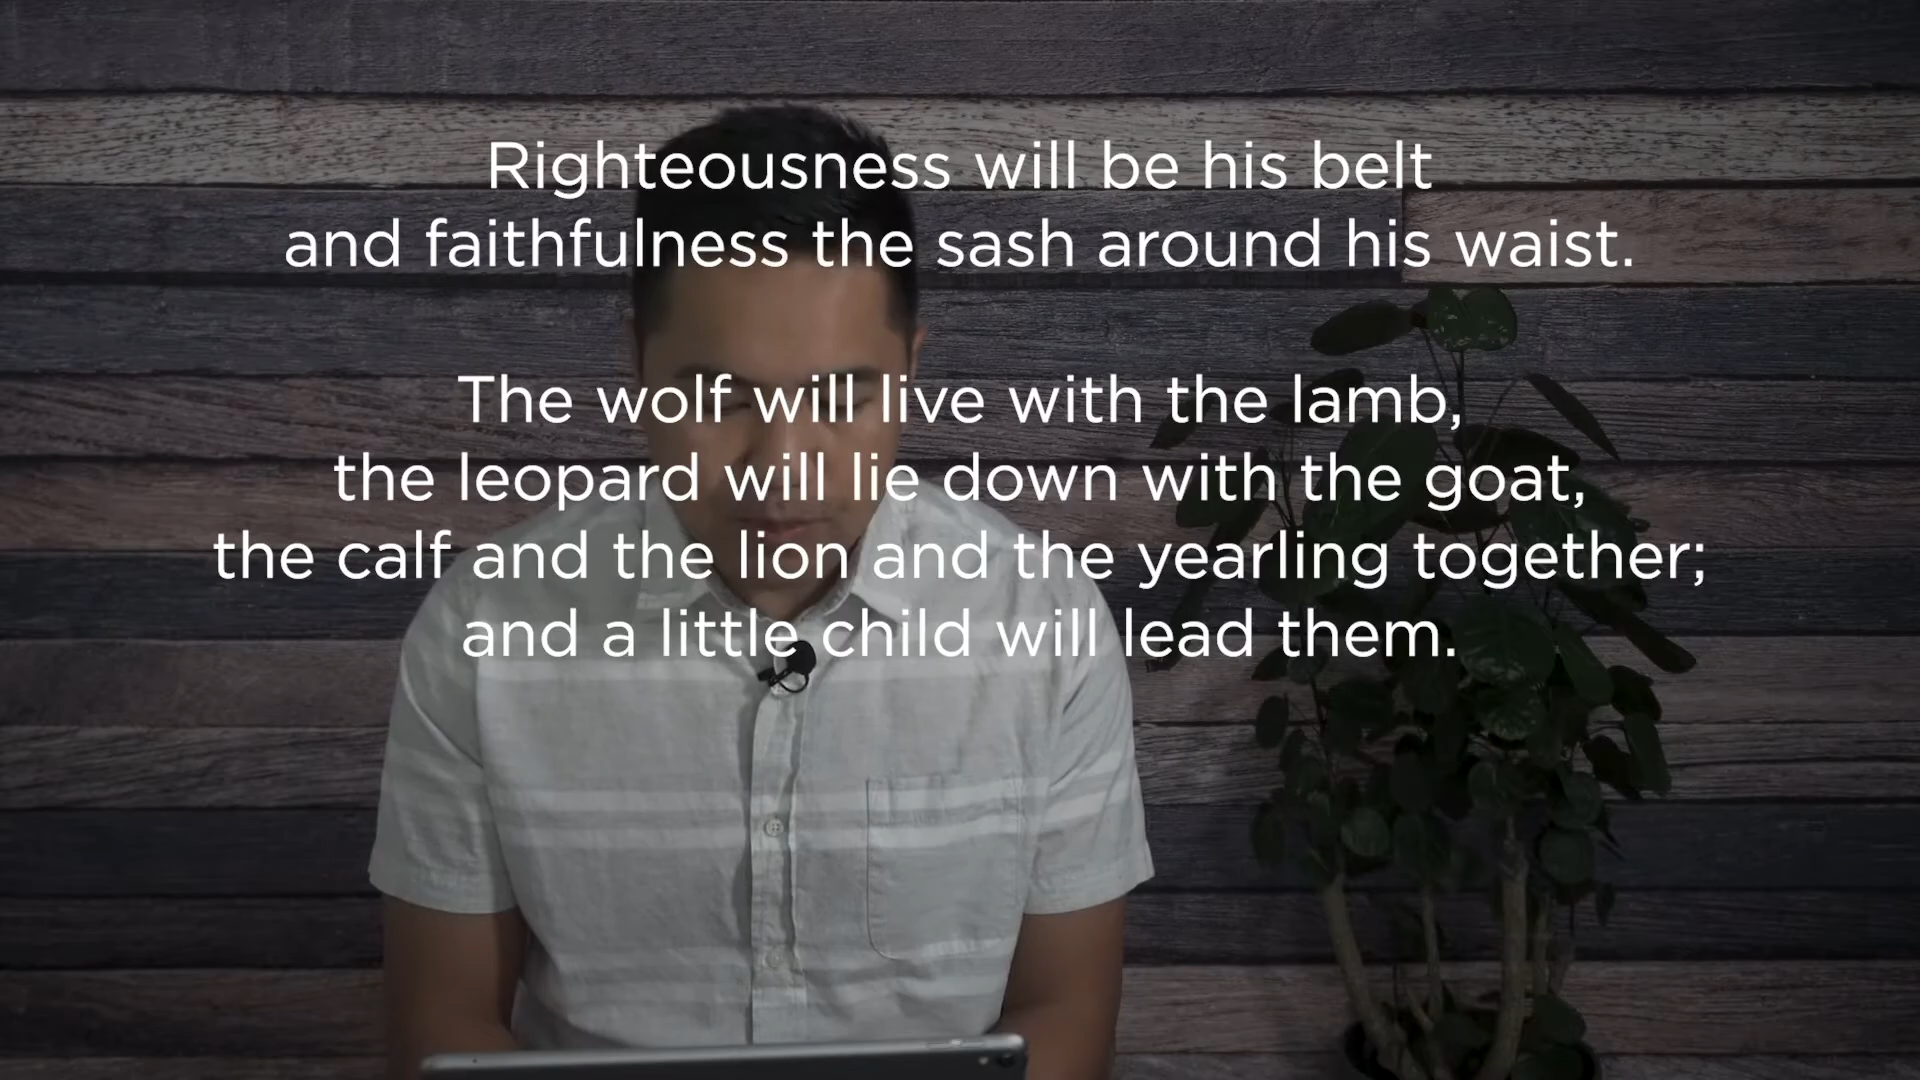 Righteousness will be his belt
and faithfulness the sash around his waist.
The wolf will live with the lamb,
the leopard will lie down with the goat,
the calf and the lion and the yearling together;
and a little child will lead them.